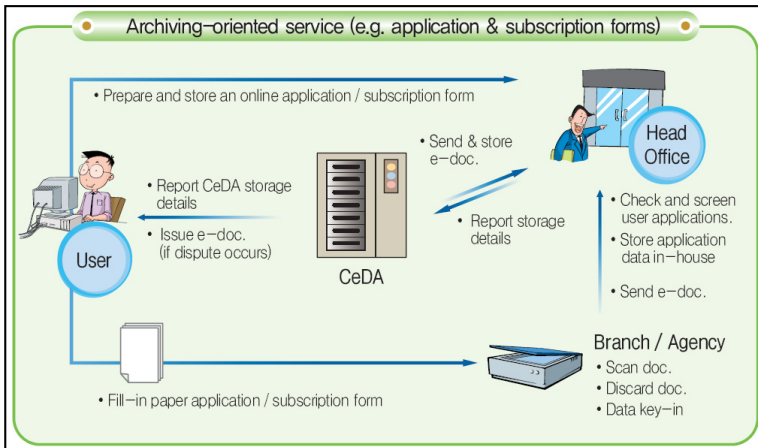 Archiving-oriented service (e.g. application & subscription forms)
• Prepare and store an online application / subscription form
Head
Office
• Send & store
e-doc.
• Report storage
details
• Report CeDA storage
details
• Issue e-doc.
(if dispute occurs)
User
CeDA
• Check and screen
user applications.
• Store application
data in-house
• Send e-doc.
Branch / Agency
• Scan doc.
• Discard doc.
• Data key-in
• Fill-in paper application / subscription form